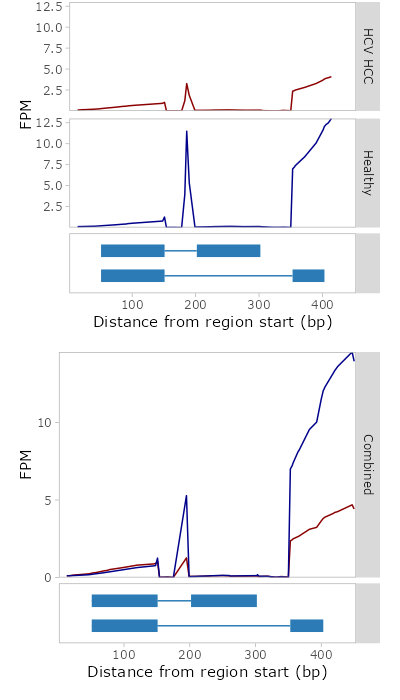 12.5
10.0
7.5
5.0
2.5
HCV HCC
FPM
12.5
10.0
7.5
5.0
2.5
Healthy
100 200 300 400
Distance from region start (bp)
10
5
0
FPM
Combined
100 200 300 400
Distance from region start (bp)